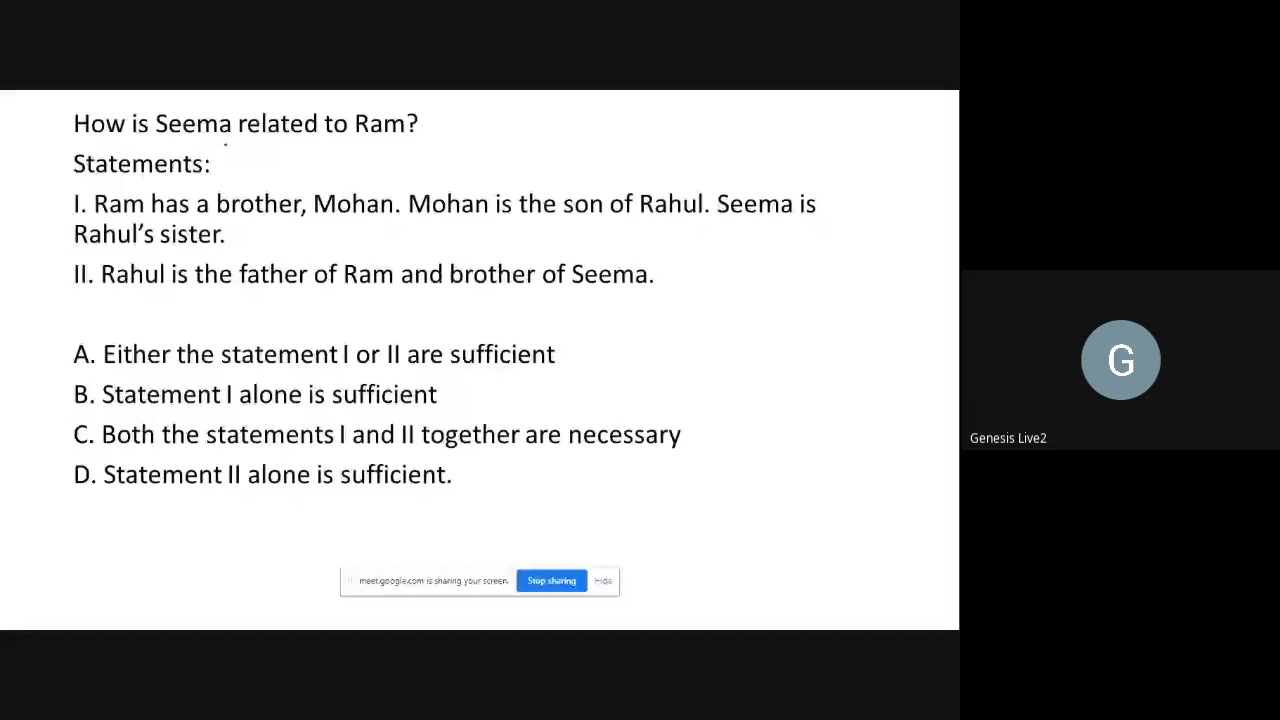 How is Seema related to Ram?
Statements:
I. Ram has a brother, Mohan. Mohan is the son of Rahul. Seema is
Rahul’s sister.
II. Rahul is the father of Ram and brother of Seema.
A. Either the statement I or II are sufficient
B. Statement I alone is sufficient
C. Both the statements I and II together are necessary
D. Statement II alone is sufficient.
meet.google.com is sharing your screen. Stop sharing Hide
G
Genesis Live2